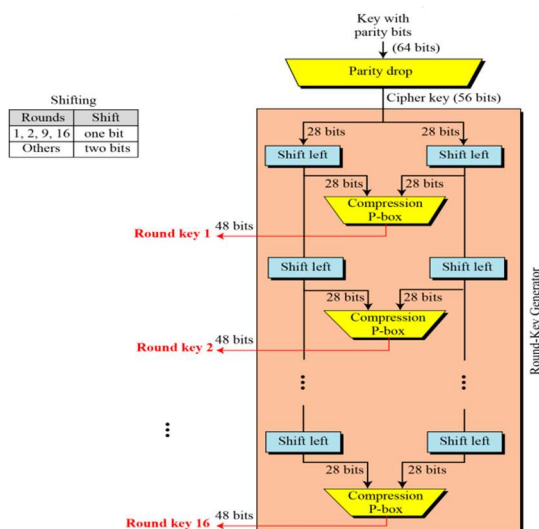 Key with
parity bits
(64 bits)
Parity drop
Cipher key (56 bits)
Shifting
Rounds Shift
1, 2, 9, 16 one bit
Others two bits
28 bits 28 bits
Shift left Shift left
28 bits 28 bits
Compression
P-box
48 bits
Round key 1
Shift left Shift left
28 bits 28 bits
Compression
P-box
48 bits
Round key 2
Round-Key Generator
Shift left Shift left
28 bits 28 bits
Compression
P-box
48 bits
Round key 16